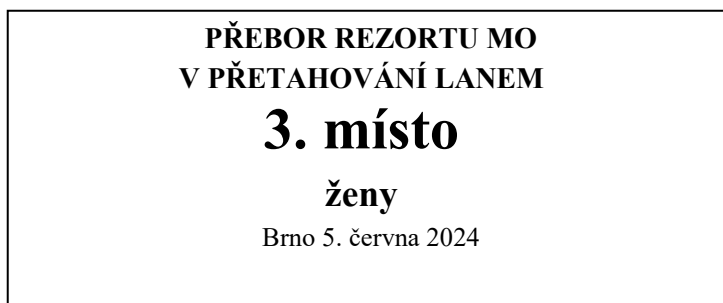 PŘEBOR REZORTU MO
V PŘETAHOVÁNÍ LANEM
3. místo
ženy
Brno 5. června 2024